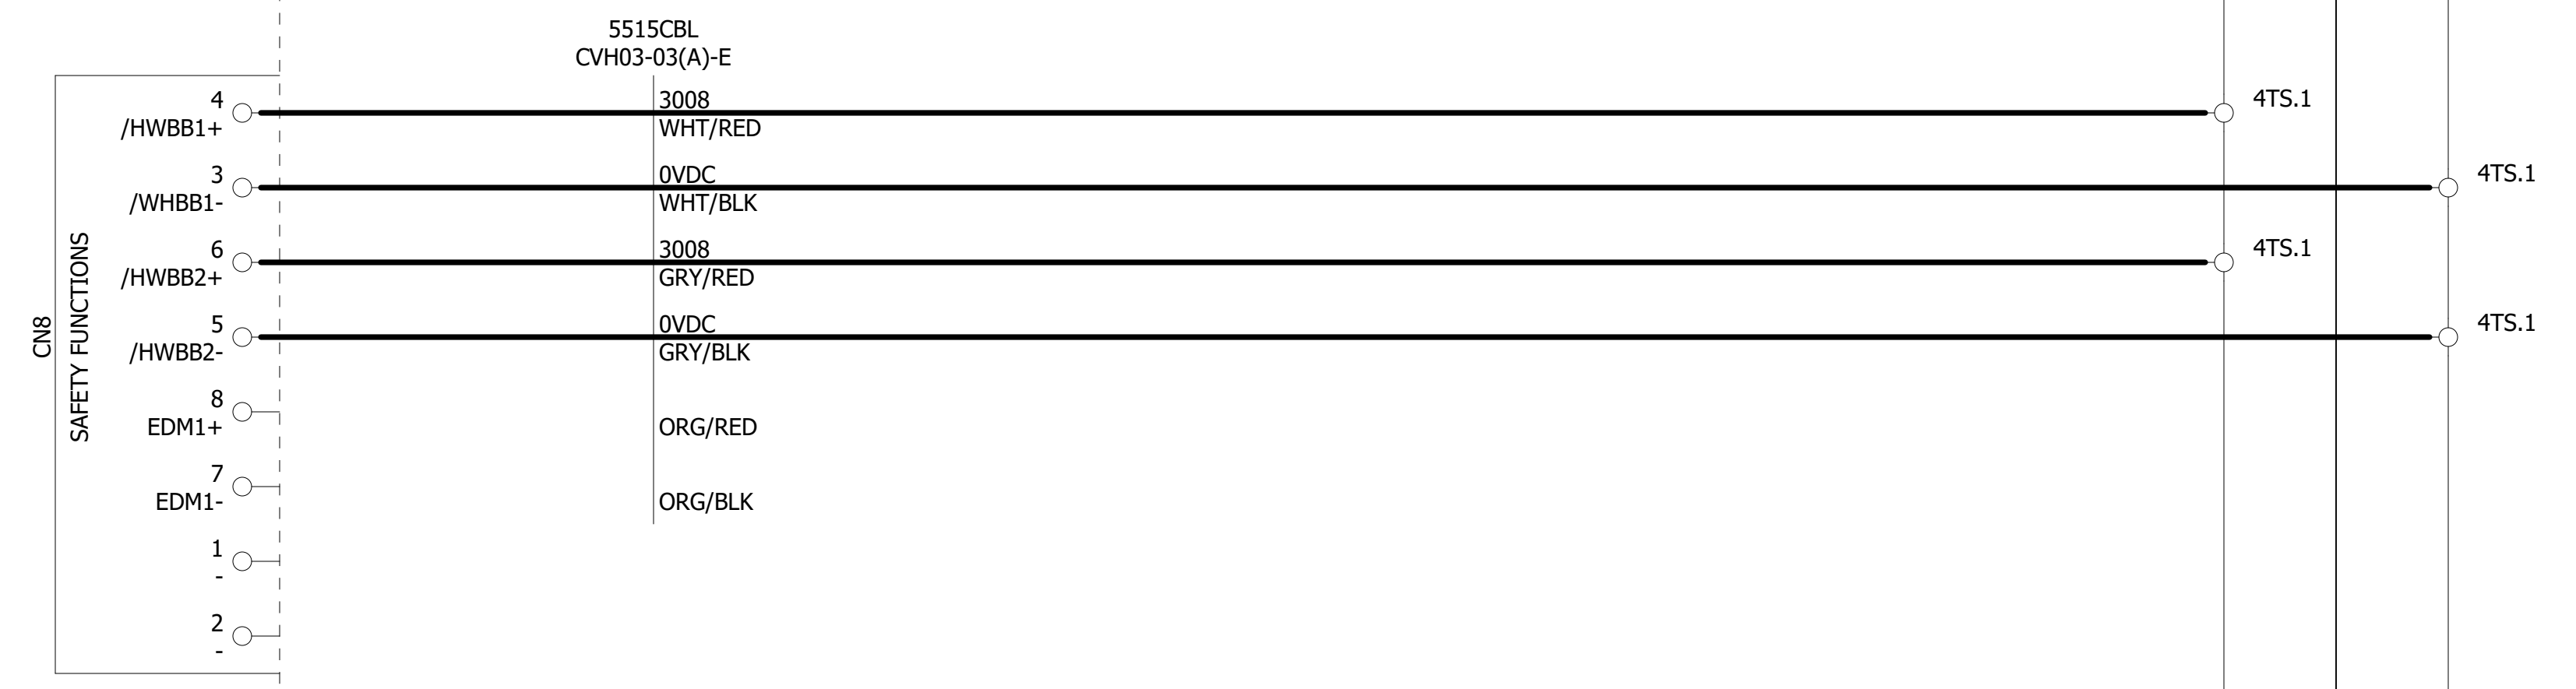 5515CBL
CVH03-03(A)-E
CN8
SAFETY FUNCTIONS
4
/HWBB1+
3008
WHT/RED
4TS.1
3
/WHBB1-
0VDC
WHT/BLK
4TS.1
6
/HWBB2+
3008
GRY/RED
4TS.1
5
/HWBB2-
0VDC
GRY/BLK
4TS.1
8
EDM1+
ORG/RED
7
EDM1-
ORG/BLK
1
-
2
-